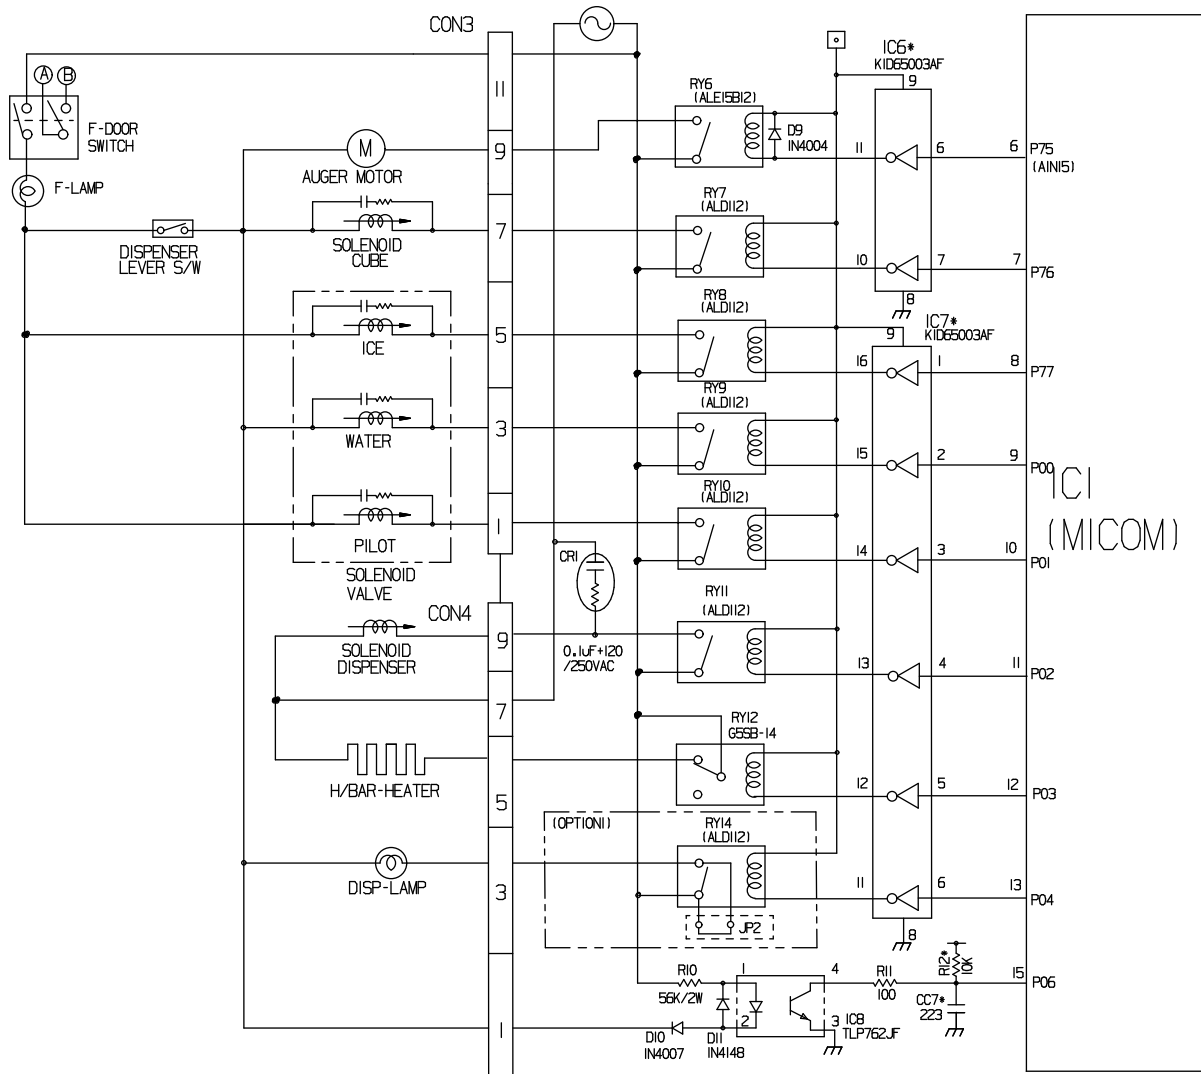 CON3
IC6*
KID65003AF
A
B
11
RY6
(ALE15B12)
9
F-DOOR
SWITCH
M
9
D9
IN4004
11
6
6
P75
(AIN15)
AUGER MOTOR
F-LAMP
RY7
(ALD112)
7
DISPENSER
LEVER S/W
SOLENOID
CUBE
10
7
7
P76
RY8
(ALD112)
8
IC7*
KID65003AF
9
5
ICE
16
1
8
P77
RY9
(ALD112)
3
WATER
15
2
9
P00
IC1
(MICOM)
RY10
(ALD112)
1
PILOT
14
3
10
P01
CR1
SOLENOID
VALVE
RY11
(ALD112)
CON4
9
SOLENOID
DISPENSER
0.1uF+120
/250VAC
13
4
11
P02
7
RY12
G5SB-14
H/BAR-HEATER
5
12
5
12
P03
(OPTION1)
RY14
(ALD112)
DISP-LAMP
3
11
6
13
P04
JP2
8
R12*
10K
R10
56K/2W
1
4
R11
100
15
P06
CC7*
223
2
3
IC8
TLP762JF
1
D10
IN4007
D11
IN4148